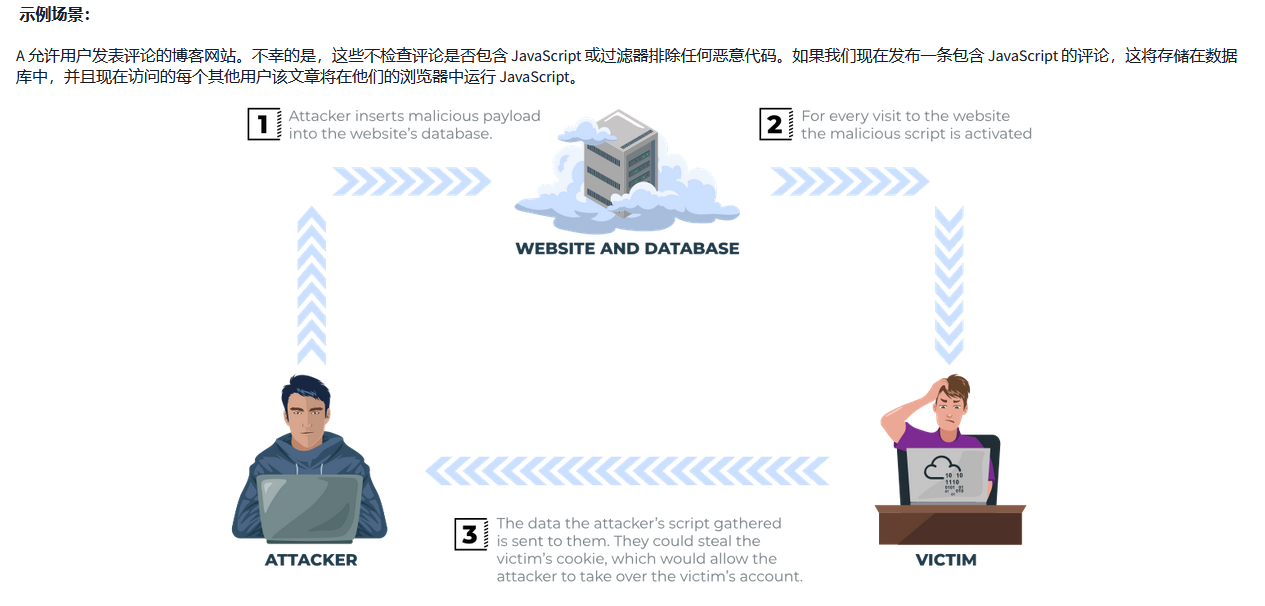 示例场景：
A 允许用户发表评论的博客网站。不幸的是，这些不检查评论是否包含 JavaScript 或过滤器排除任何恶意代码。如果我们现在发布一条包含 JavaScript 的评论，这将存储在数据
库中，并且现在访问的每个其他用户该文章将在他们的浏览器中运行 JavaScript。
1 Attacker inserts malicious payload
into the website's database.
2 For every visit to the website
the malicious script is activated
WEBSITE AND DATABASE
10 10
1110
0101 01
01 010
01
3 The data the attacker's script gathered
is sent to them. They could steal the
victim's cookie, which would allow the
attacker to take over the victim's account.
ATTACKER
VICTIM